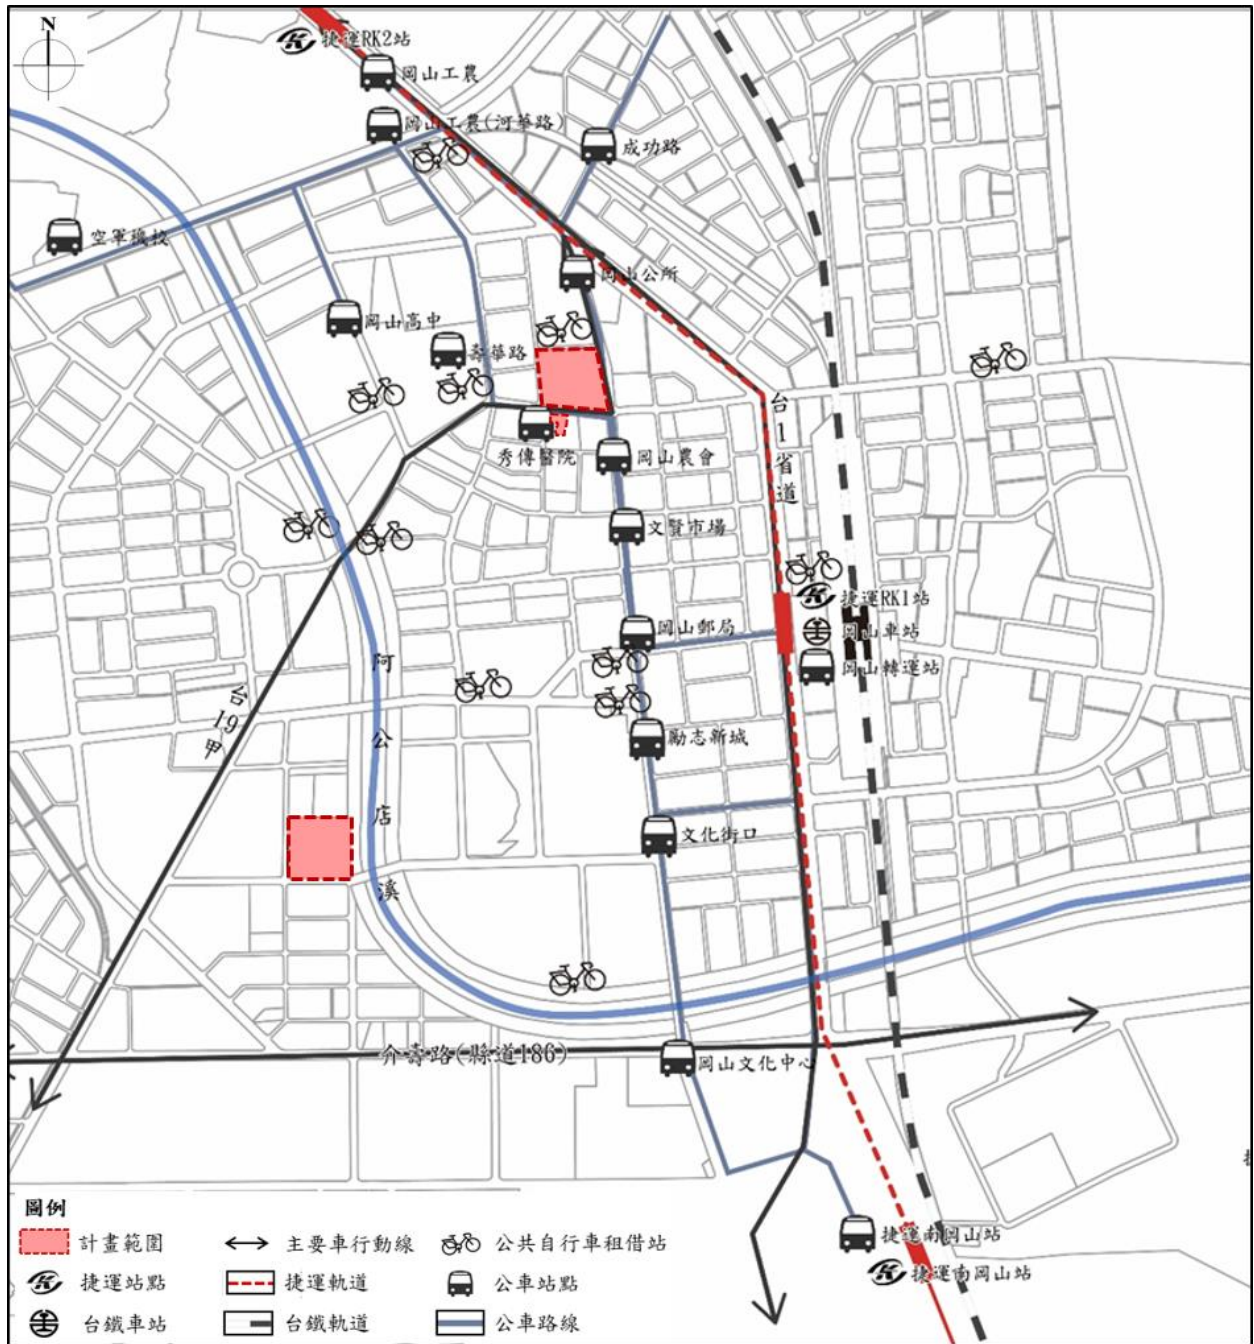 N
捷運RK2站
岡山工農
岡山工農(河華路)
成功路
空軍機校
岡山公所
岡山高中
壽華路
台1省道
秀傳醫院
岡山農會
文賢市場
捷運RK1站
岡山郵局
岡山車站
岡山轉運站
台19甲
阿公店溪
勵志新城
文化街口
介壽路(縣道186)
岡山文化中心
捷運南岡山站
捷運南岡山站
圖例
計畫範圍
主要車行動線
公共自行車租借站
捷運站點
捷運軌道
公車站點
台鐵車站
台鐵軌道
公車路線